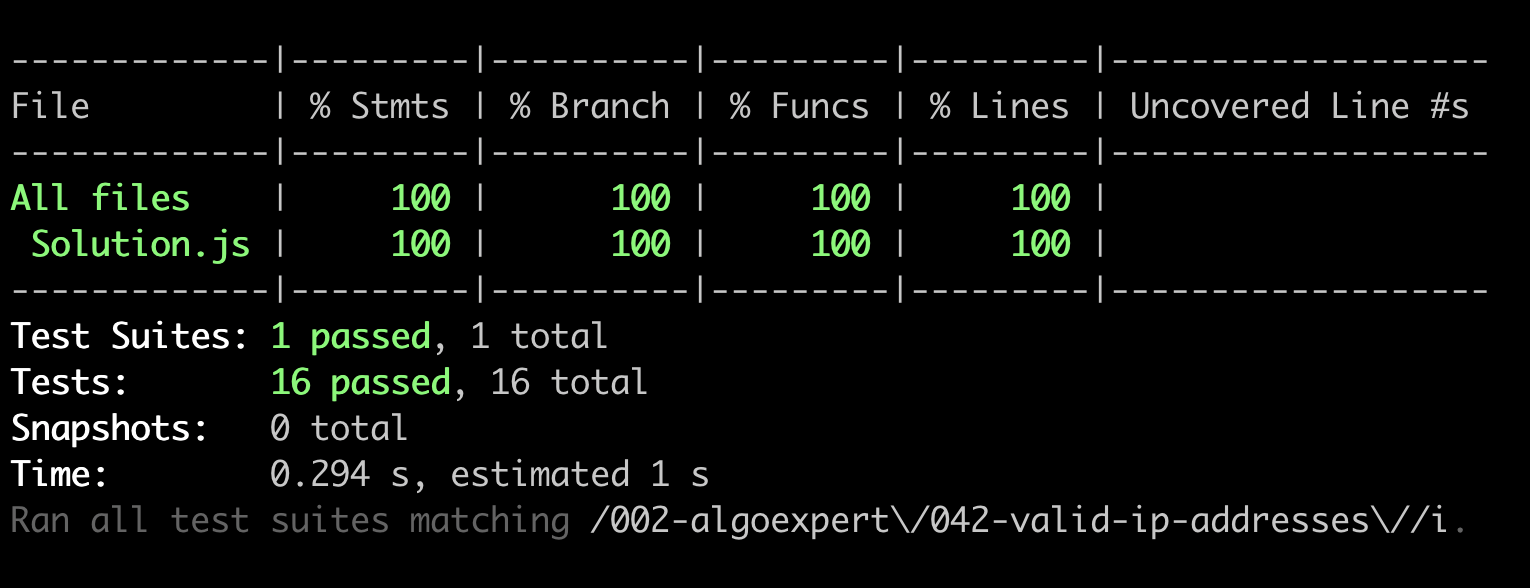 -------------|---------|----------|---------|---------|-------------------
File         | % Stmts | % Branch | % Funcs | % Lines | Uncovered Line #s
-------------|---------|----------|---------|---------|-------------------
All files    |     100 |      100 |     100 |     100 |
 Solution.js |     100 |      100 |     100 |     100 |
-------------|---------|----------|---------|---------|-------------------
Test Suites: 1 passed, 1 total
Tests:       16 passed, 16 total
Snapshots:   0 total
Time:        0.294 s, estimated 1 s
Ran all test suites matching /002-algoexpert\/042-valid-ip-addresses\//i.